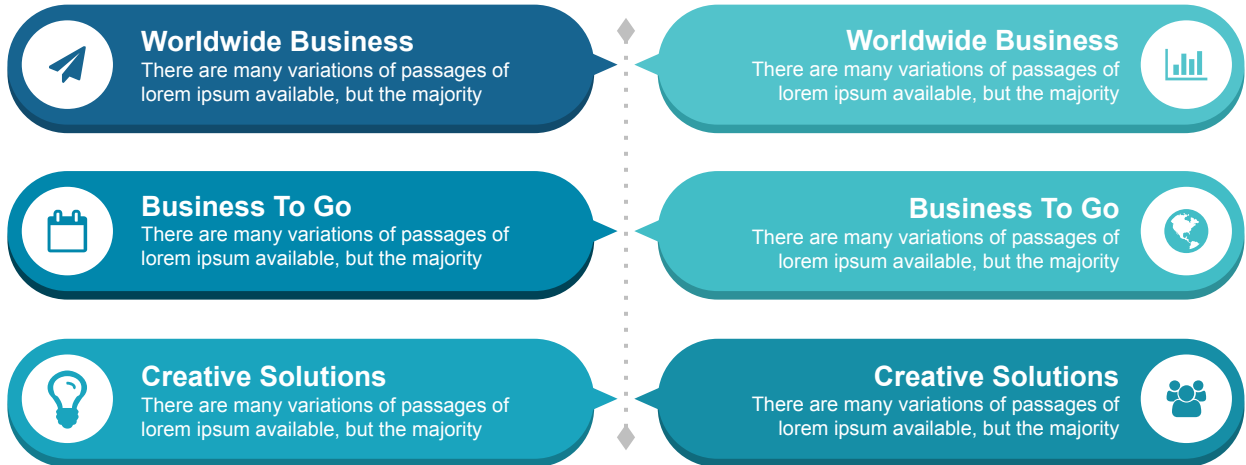 Worldwide Business
There are many variations of passages of
lorem ipsum available, but the majority
Worldwide Business
There are many variations of passages of
lorem ipsum available, but the majority
Business To Go
There are many variations of passages of
lorem ipsum available, but the majority
Business To Go
There are many variations of passages of
lorem ipsum available, but the majority
Creative Solutions
There are many variations of passages of
lorem ipsum available, but the majority
Creative Solutions
There are many variations of passages of
lorem ipsum available, but the majority